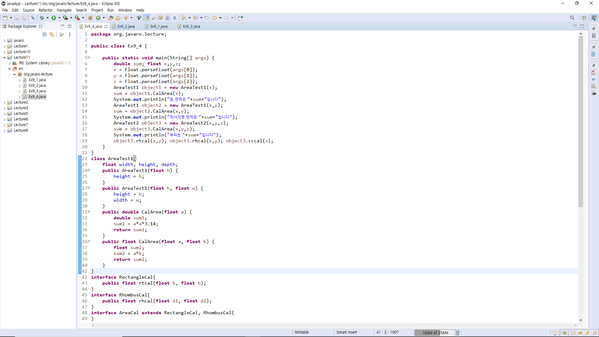 javaApp - Lecture11/src/org/javaro/lecture/Ex9_4.java - Eclipse IDE
File Edit Source Refactor Navigate Search Project Run Window Help
Package Explorer
Ex9_4.java Ex9_2.java Ex9_1.java Ex9_3.java
javaro
Lecture1
Lecture10
Lecture11
JRE System Library
src
org.javaro.lecture
Ex9_1.java
Ex9_2.java
Ex9_3.java
Ex9_4.java
Lecture2
Lecture3
Lecture5
Lecture6
Lecture7
Lecture8
package org.javaro.lecture;
public class Ex9_4 {
public static void main(String[] args) {
double sum; float x,y,z;
x = Float.parseFloat(args[0]);
y = Float.parseFloat(args[1]);
z = Float.parseFloat(args[2]);
AreaTest1 object1 = new AreaTest1(x);
sum = object1.CalArea(x);
System.out.println("원 면적은 "+sum+"입니다");
AreaTest1 object2 = new AreaTest1(x,y);
sum = object2.CalArea(x,y);
System.out.println("직사각형 면적은 "+sum+"입니다");
AreaTest2 object3 = new AreaTest2(x,y,z);
sum = object3.CalArea(x,y,z);
System.out.println("부피는 "+sum+"입니다");
object3.rtcal(x,y); object3.rhcal(x,y); object3.cccal(x);
}
}
class AreaTest1{
float width, height, depth;
public AreaTest1(float h) {
height = h;
}
public AreaTest1(float h, float w) {
height = h;
width = w;
}
public double CalArea(float a) {
double sum1;
sum1 = a*a*3.14;
return sum1;
}
public float CalArea(float a, float b) {
float sum2;
sum2 = a*b;
return sum2;
}
}
interface RectangleCal{
public float rtcal(float b, float h);
}
interface RhombusCal{
public float rhcal(float d1, float d2);
}
interface AreaCal extends RectangleCal, RhombusCal{
Writable Smart Insert 41 : 2 : 1007